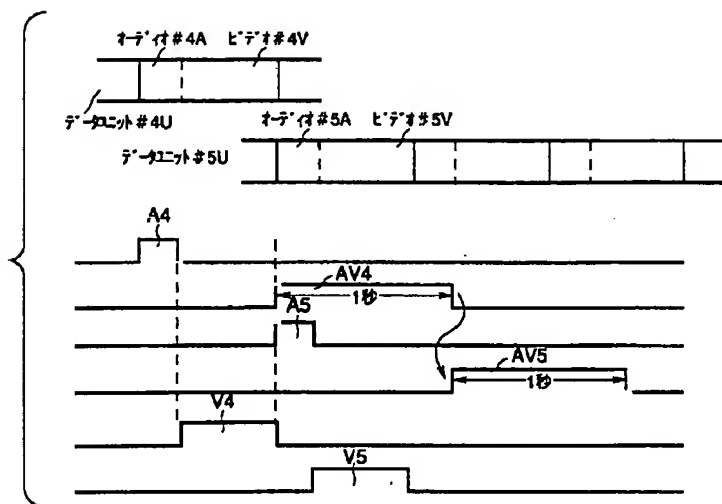 オーディオ#4A ビデオ#4V
データユニット#4U
オーディオ#5A ビデオ#5V
データユニット#5U
A4
AV4
1秒
A5
AV5
1秒
V4
V5